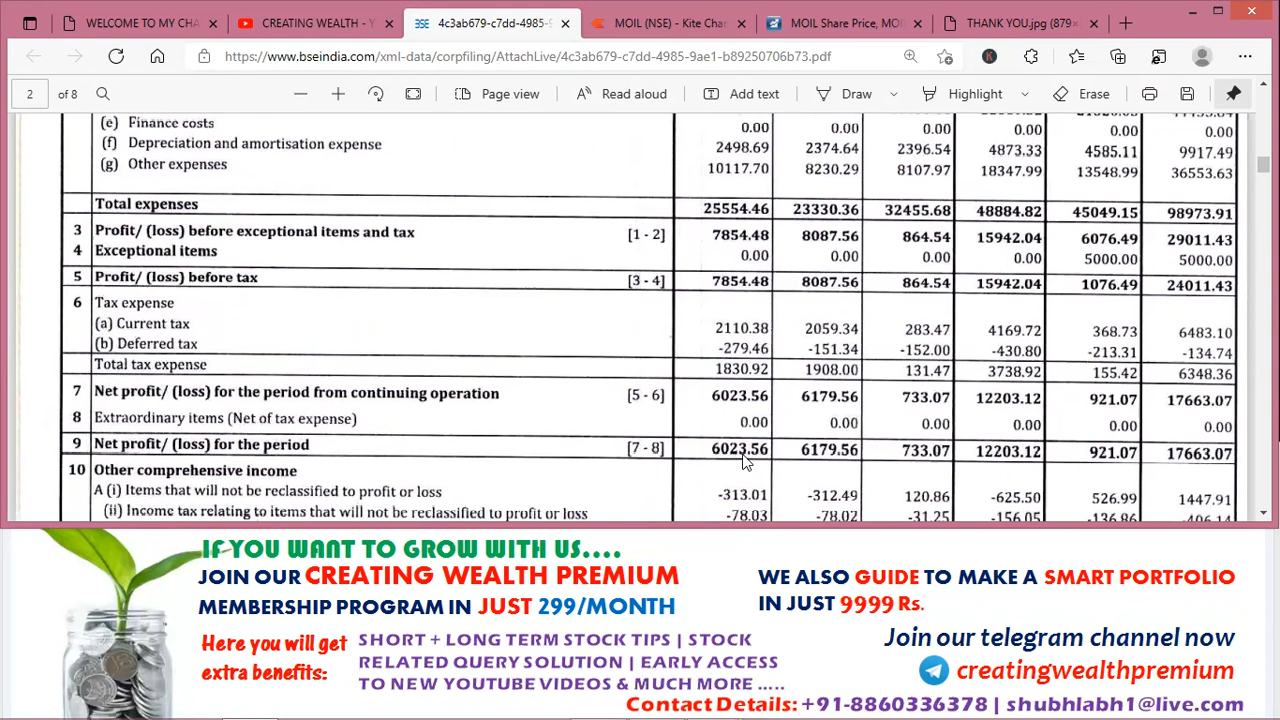 WELCOME TO MY CHA
CREATING WEALTH - Y
4c3ab679-c7dd-4985-
MOIL (NSE) - Kite Cha
MOIL Share Price, MOI
THANK YOU.jpg (879×
https://www.bseindia.com/xml-data/corpfiling/AttachLive/4c3ab679-c7dd-4985-9ae1-b89250706b73.pdf
2 of 8
Page view
Read aloud
Add text
Draw
Highlight
Erase
(e) Finance costs 0.00 0.00 0.00 0.00 0.00 0.00
(f) Depreciation and amortisation expense 2498.69 2374.64 2396.54 4873.33 4585.11 9917.49
(g) Other expenses 10117.70 8230.29 8107.97 18347.99 13548.99 36553.63
Total expenses 25554.46 23330.36 32455.68 48884.82 45049.15 98973.91
3 Profit/ (loss) before exceptional items and tax [1 - 2] 7854.48 8087.56 864.54 15942.04 6076.49 29011.43
4 Exceptional items 0.00 0.00 0.00 0.00 5000.00 5000.00
5 Profit/ (loss) before tax [3 - 4] 7854.48 8087.56 864.54 15942.04 1076.49 24011.43
6 Tax expense
(a) Current tax 2110.38 2059.34 283.47 4169.72 368.73 6483.10
(b) Deferred tax -279.46 -151.34 -152.00 -430.80 -213.31 -134.74
Total tax expense 1830.92 1908.00 131.47 3738.92 155.42 6348.36
7 Net profit/ (loss) for the period from continuing operation [5 - 6] 6023.56 6179.56 733.07 12203.12 921.07 17663.07
8 Extraordinary items (Net of tax expense) 0.00 0.00 0.00 0.00 0.00 0.00
9 Net profit/ (loss) for the period [7 - 8] 6023.56 6179.56 733.07 12203.12 921.07 17663.07
10 Other comprehensive income
A (i) Items that will not be reclassified to profit or loss -313.01 -312.49 120.86 -625.50 526.99 1447.91
(ii) Income tax relating to items that will not be reclassified to profit or loss -78.03 -78.02 -31.25 -156.05 -136.86 -406.14
IF YOU WANT TO GROW WITH US....
JOIN OUR CREATING WEALTH PREMIUM
MEMBERSHIP PROGRAM IN JUST 299/MONTH
Here you will get
extra benefits:
SHORT + LONG TERM STOCK TIPS | STOCK
RELATED QUERY SOLUTION | EARLY ACCESS
TO NEW YOUTUBE VIDEOS & MUCH MORE .....
WE ALSO GUIDE TO MAKE A SMART PORTFOLIO
IN JUST 9999 Rs.
Join our telegram channel now
creatingwealthpremium
Contact Details: +91-8860336378 | shubhlabh1@live.com